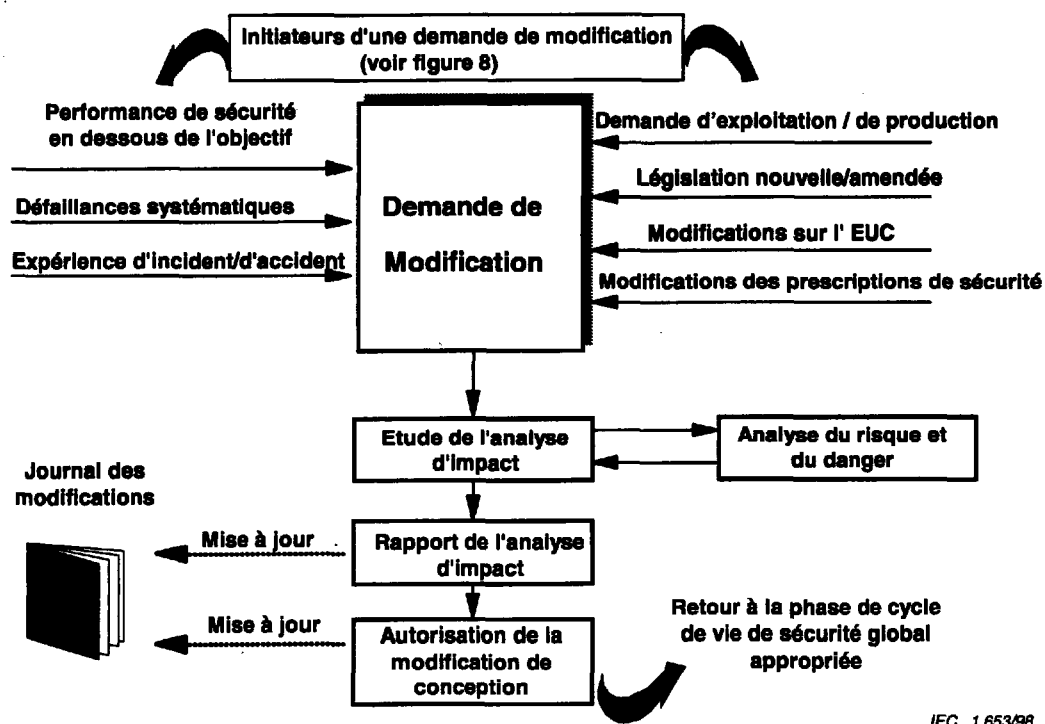 Initiateurs d'une demande de modification
(voir figure 8)
Performance de sécurité
en dessous de l'objectif
Défaillances systématiques
Expérience d'incident/d'accident
Demande de
Modification
Demande d'exploitation / de production
Législation nouvelle/amendée
Modifications sur l' EUC
Modifications des prescriptions de sécurité
Etude de l'analyse
d'impact
Analyse du risque et
du danger
Journal des
modifications
Mise à jour
Rapport de l'analyse
d'impact
Mise à jour
Autorisation de la
modification de
conception
Retour à la phase de cycle
de vie de sécurité global
appropriée
IEC 1 653/98